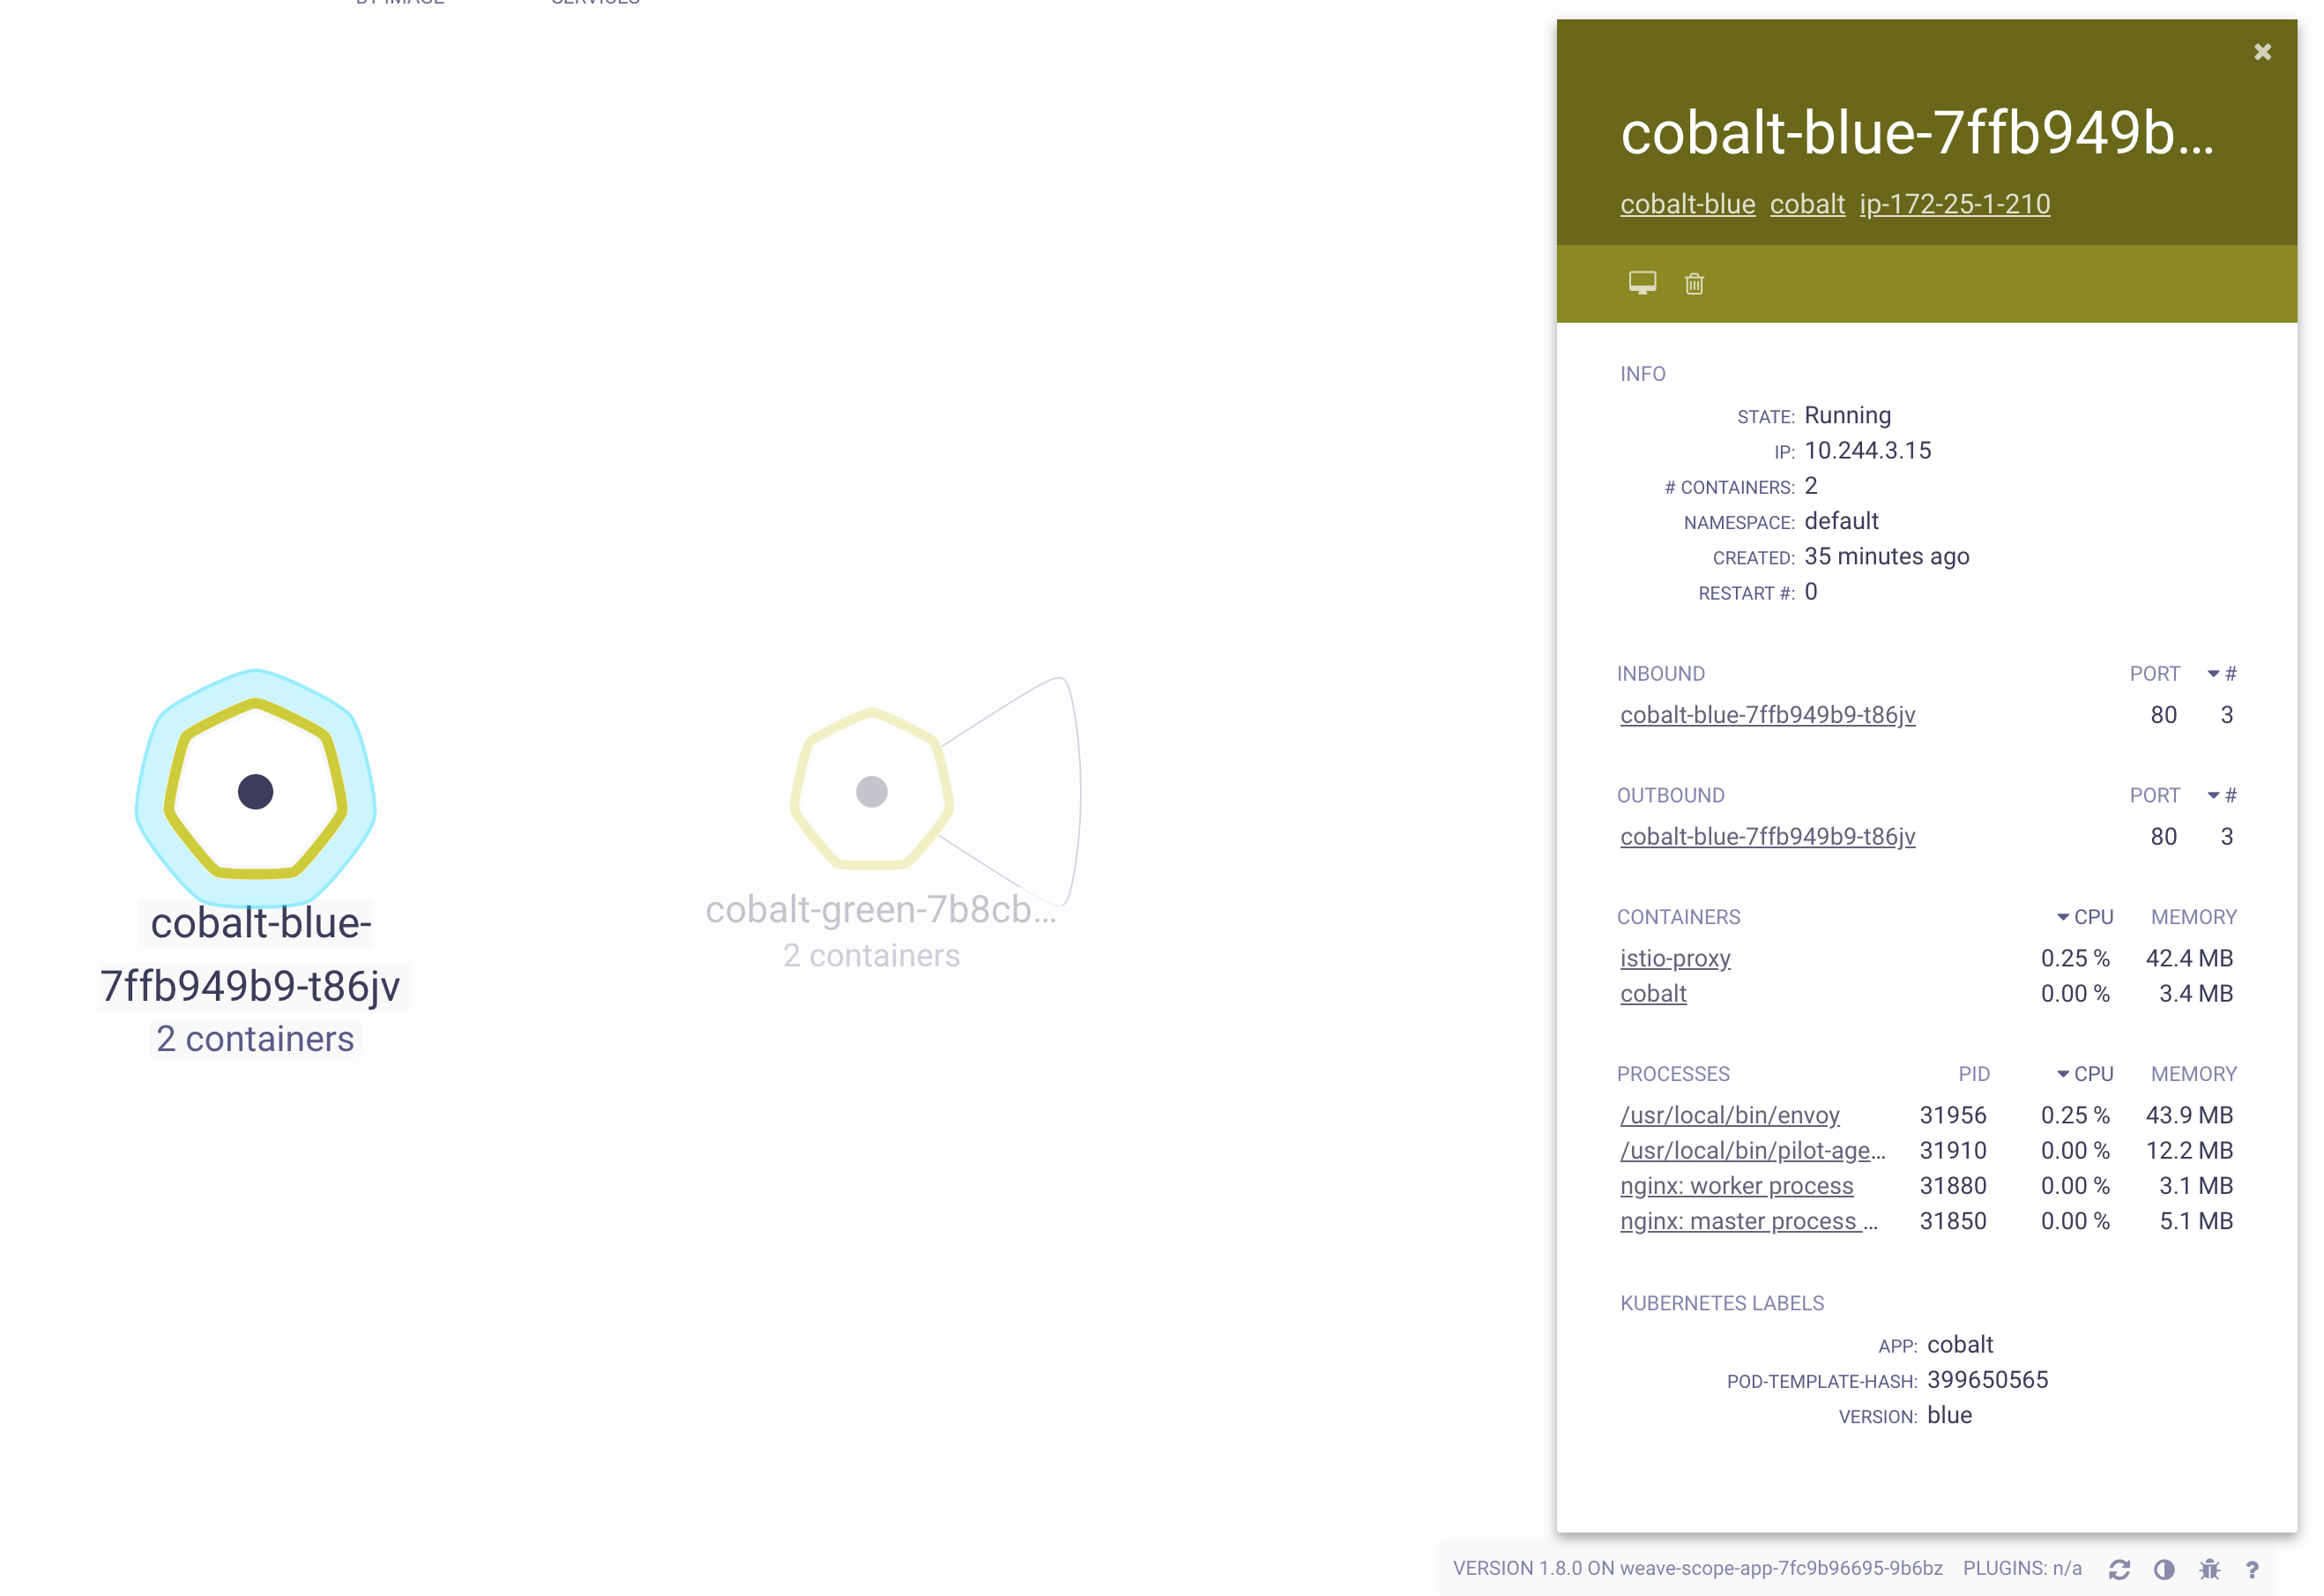 BY IMAGE SERVICES
cobalt-blue-
7ffb949b9-t86jv
2 containers
cobalt-green-7b8cb...
2 containers
cobalt-blue-7ffb949b...
cobalt-blue cobalt ip-172-25-1-210
INFO
STATE: Running
IP: 10.244.3.15
# CONTAINERS: 2
NAMESPACE: default
CREATED: 35 minutes ago
RESTART #: 0
INBOUND PORT #
cobalt-blue-7ffb949b9-t86jv 80 3
OUTBOUND PORT #
cobalt-blue-7ffb949b9-t86jv 80 3
CONTAINERS CPU MEMORY
istio-proxy 0.25 % 42.4 MB
cobalt 0.00 % 3.4 MB
PROCESSES PID CPU MEMORY
/usr/local/bin/envoy 31956 0.25 % 43.9 MB
/usr/local/bin/pilot-age... 31910 0.00 % 12.2 MB
nginx: worker process 31880 0.00 % 3.1 MB
nginx: master process ... 31850 0.00 % 5.1 MB
KUBERNETES LABELS
APP: cobalt
POD-TEMPLATE-HASH: 399650565
VERSION: blue
VERSION 1.8.0 ON weave-scope-app-7fc9b96695-9b6bz PLUGINS: n/a ?